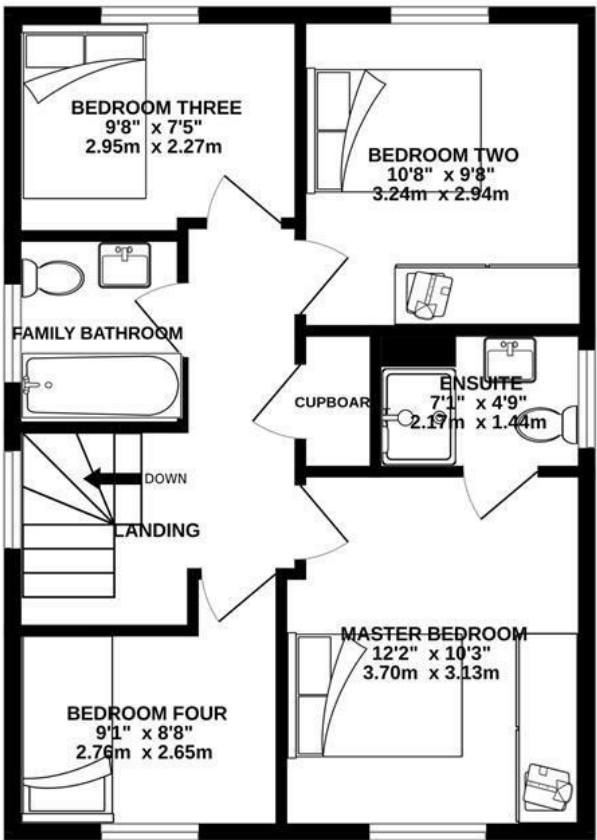 BEDROOM THREE
9'8" x 7'5"
2.95m x 2.27m
BEDROOM TWO
10'8" x 9'8"
3.24m x 2.94m
FAMILY BATHROOM
ENSUITE
7'1" x 4'9"
2.17m x 1.44m
CUPBOAR
DOWN
LANDING
MASTER BEDROOM
12'2" x 10'3"
3.70m x 3.13m
BEDROOM FOUR
9'1" x 8'8"
2.76m x 2.65m